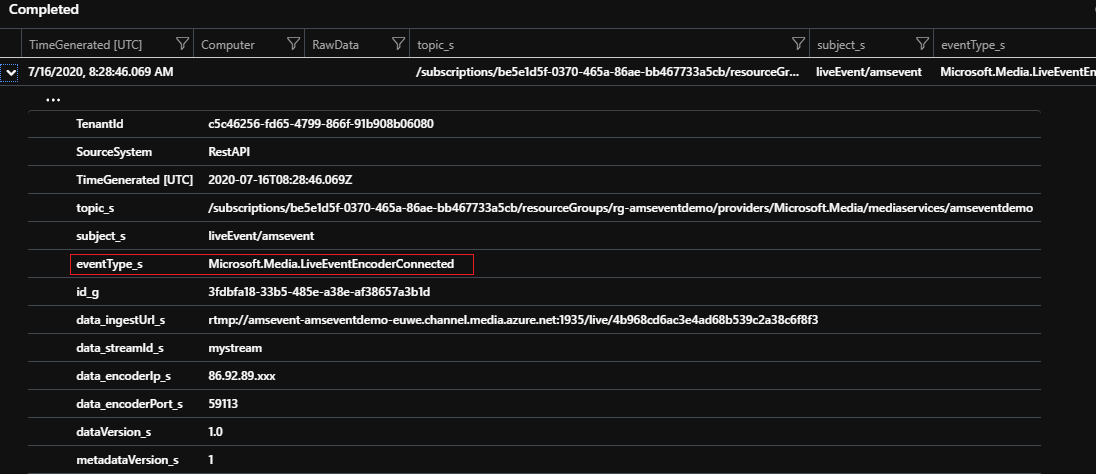 Completed
TimeGenerated [UTC] Computer RawData topic_s subject_s eventType_s
7/16/2020, 8:28:46.069 AM /subscriptions/be5e1d5f-0370-465a-86ae-bb467733a5cb/resourceGr... liveEvent/amsevent Microsoft.Media.LiveEventEn
...
TenantId c5c46256-fd65-4799-866f-91b908b06080
SourceSystem RestAPI
TimeGenerated [UTC] 2020-07-16T08:28:46.069Z
topic_s /subscriptions/be5e1d5f-0370-465a-86ae-bb467733a5cb/resourceGroups/rg-amseventdemo/providers/Microsoft.Media/mediaservices/amseventdemo
subject_s liveEvent/amsevent
eventType_s Microsoft.Media.LiveEventEncoderConnected
id_g 3fdbfa18-33b5-485e-a38e-af38657a3b1d
data_ingestUrl_s rtmp://amsevent-amseventdemo-euwe.channel.media.azure.net:1935/live/4b968cd6ac3e4ad68b539c2a38c6f8f3
data_streamId_s mystream
data_encoderIp_s 86.92.89.xxx
data_encoderPort_s 59113
dataVersion_s 1.0
metadataVersion_s 1